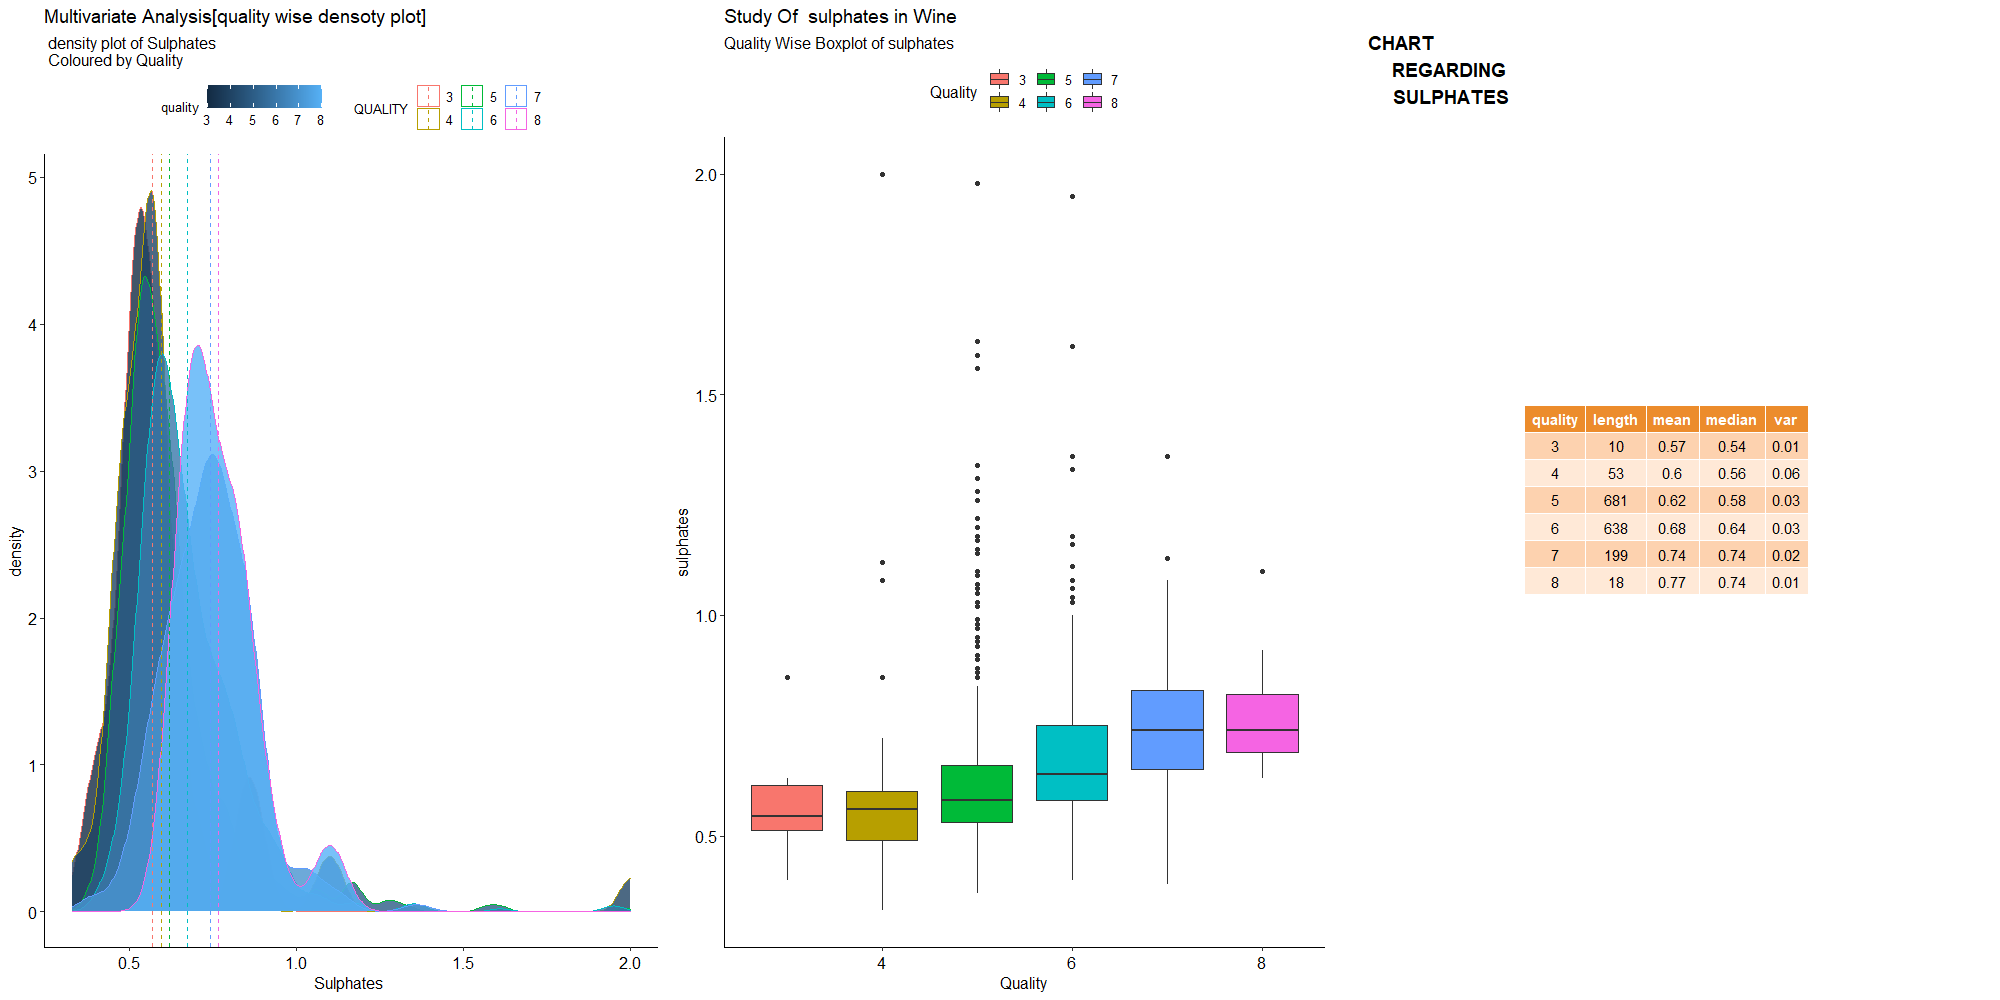 Multivariate Analysis[quality wise densoty plot]
density plot of Sulphates
Coloured by Quality
quality
3 4 5 6 7 8
QUALITY
3 5 7
4 6 8
5
4
3
2
1
0
density
0.5 1.0 1.5 2.0
Sulphates
Study Of  sulphates in Wine
Quality Wise Boxplot of sulphates
Quality
3 5 7
4 6 8
2.0
1.5
1.0
0.5
sulphates
4 6 8
Quality
CHART
REGARDING
SULPHATES
quality length mean median var
3 10 0.57 0.54 0.01
4 53 0.6 0.56 0.06
5 681 0.62 0.58 0.03
6 638 0.68 0.64 0.03
7 199 0.74 0.74 0.02
8 18 0.77 0.74 0.01